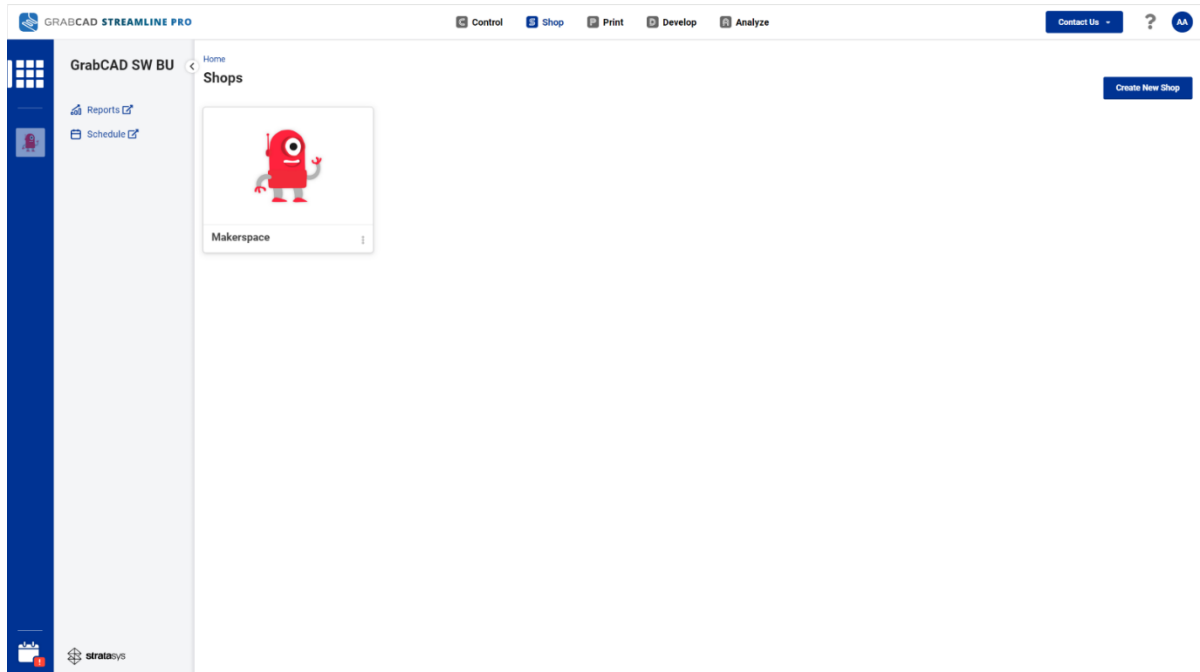 GRABCAD STREAMLINE PRO
C Control
S Shop
P Print
D Develop
A Analyze
Contact Us
?
AA
GrabCAD SW BU
Reports
Schedule
Home
Shops
Create New Shop
Makerspace
!
stratasys